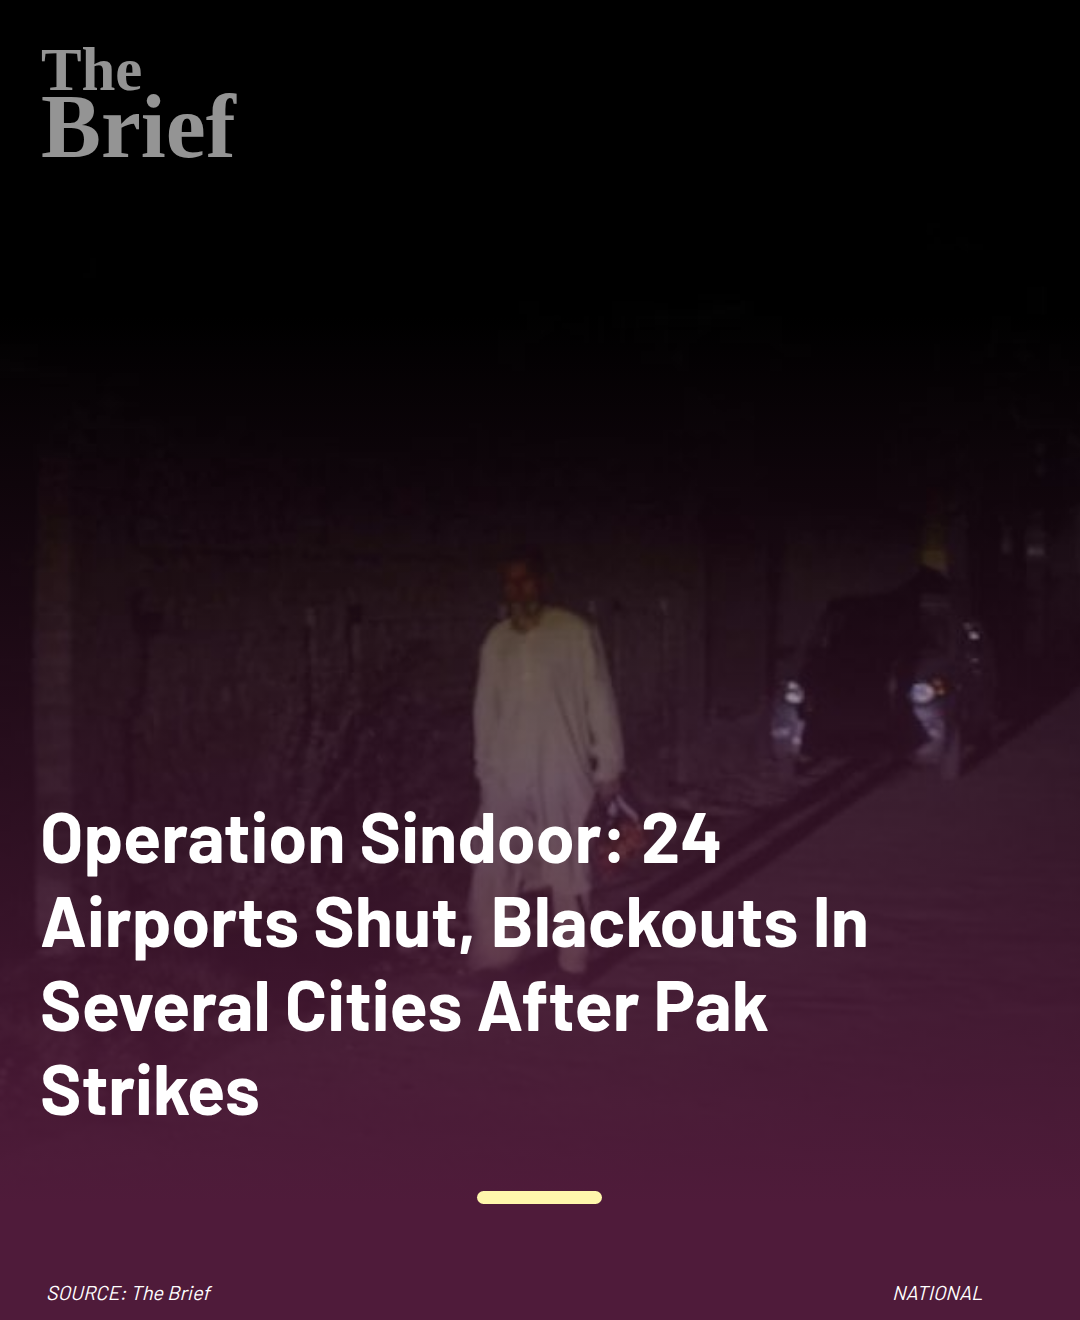 The
Brief
Operation Sindoor: 24
Airports Shut, Blackouts In
Several Cities After Pak
Strikes
SOURCE: The Brief
NATIONAL